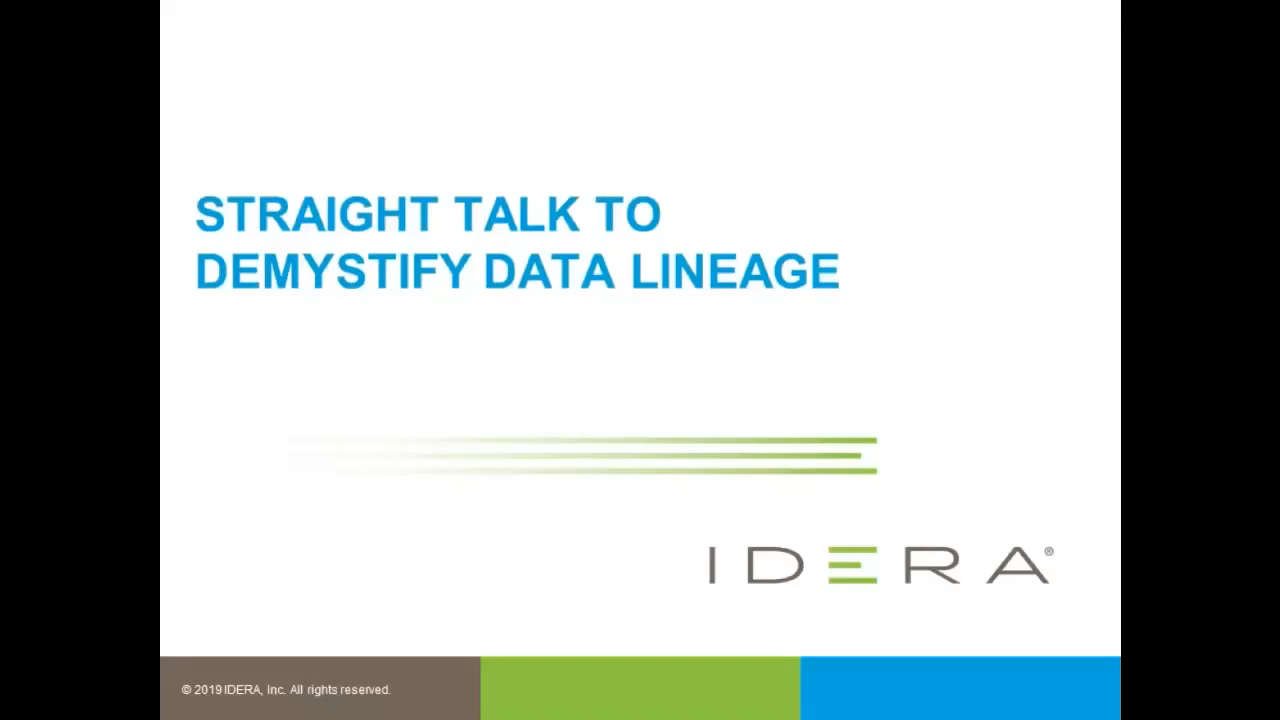 STRAIGHT TALK TO
DEMYSTIFY DATA LINEAGE
IDERA®
© 2019 IDERA, Inc. All rights reserved.